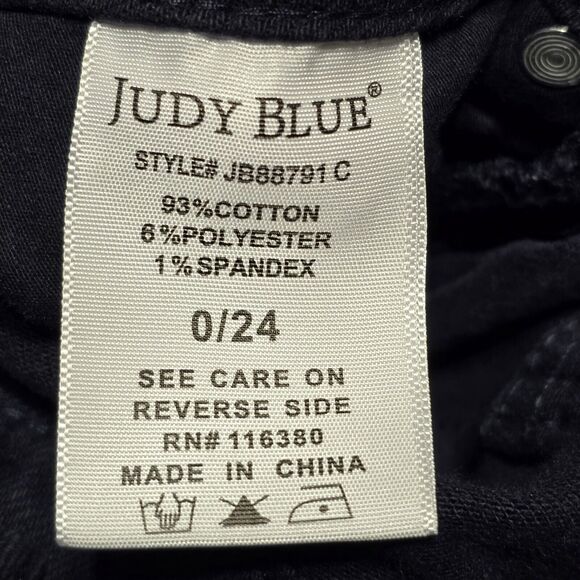 JUDY BLUE®
STYLE# JB88791 C
93%COTTON
6%POLYESTER
1%SPANDEX
0/24
SEE CARE ON
REVERSE SIDE
RN# 116380
MADE IN CHINA